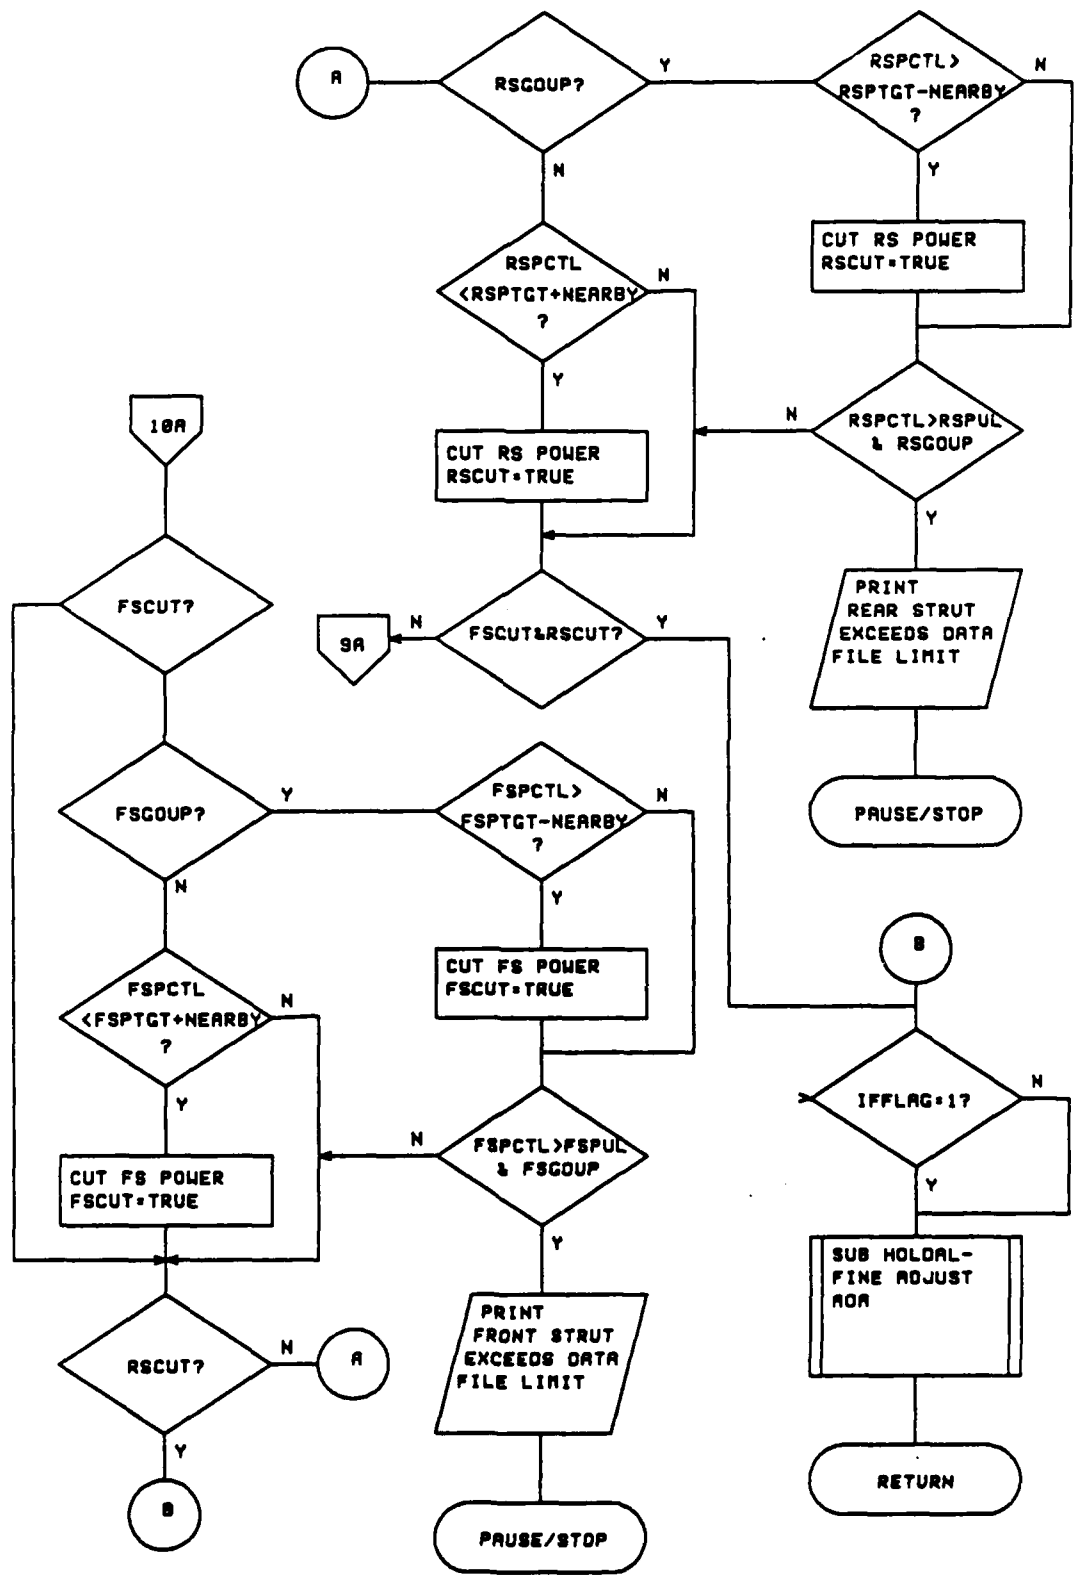 A
RSGOUP?
Y
N
RSPCTL>
RSPTGT-NEARBY
?
N
Y
CUT RS POWER
RSCUT=TRUE
RSPCTL
<RSPTGT+NEARBY
?
N
Y
CUT RS POWER
RSCUT=TRUE
RSPCTL>RSPUL
& RSGOUP
N
Y
PRINT
REAR STRUT
EXCEEDS DATA
FILE LIMIT
PAUSE/STOP
FSCUT&RSCUT?
N
Y
9A
10A
FSCUT?
FSGOUP?
Y
N
FSPCTL>
FSPTGT-NEARBY
?
N
Y
CUT FS POWER
FSCUT=TRUE
FSPCTL
<FSPTGT+NEARBY
?
N
Y
CUT FS POWER
FSCUT=TRUE
FSPCTL>FSPUL
& FSGOUP
N
Y
PRINT
FRONT STRUT
EXCEEDS DATA
FILE LIMIT
PAUSE/STOP
RSCUT?
N
A
Y
B
B
IFFLAG=1?
N
Y
SUB HOLDAL-
FINE ADJUST
AOA
RETURN